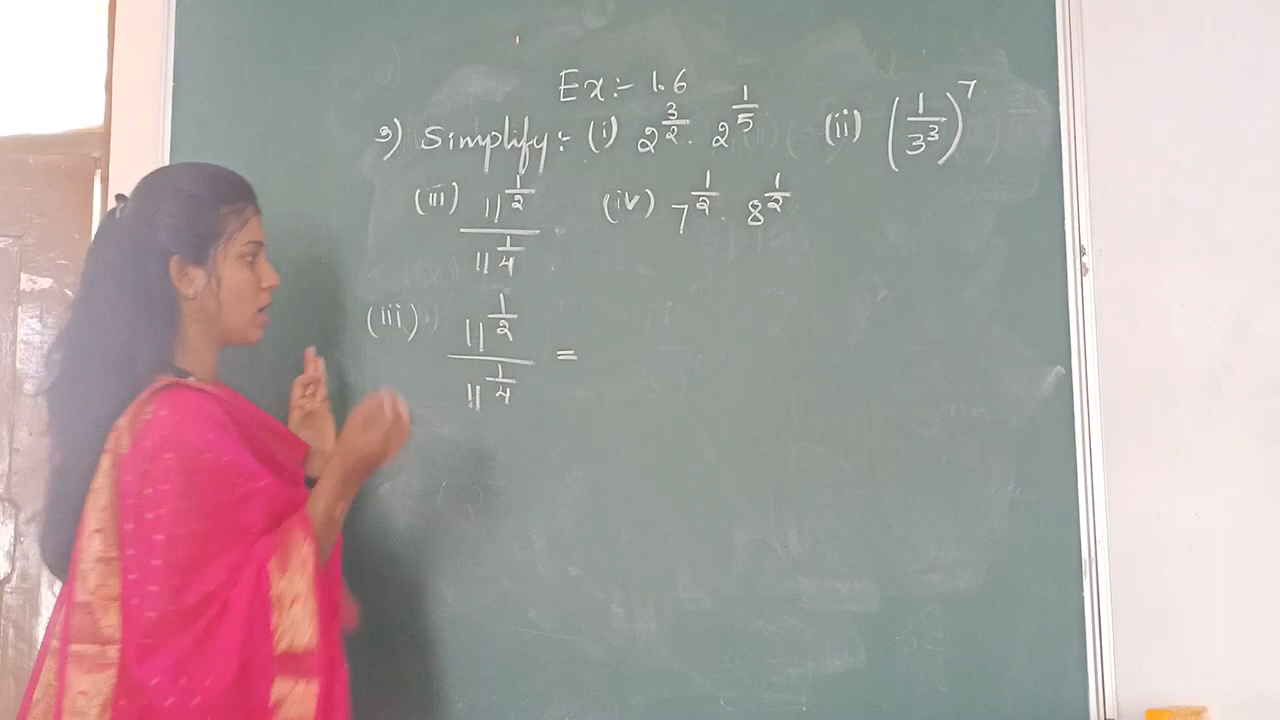 Ex:- 1.6
3) Simplify:- (i) 2^(3/2) . 2^(1/5) (ii) (1/3^3)^7
(iii) 11^(1/2) / 11^(1/4) (iv) 7^(1/2) . 8^(1/2)
(iii) 11^(1/2) / 11^(1/4) =